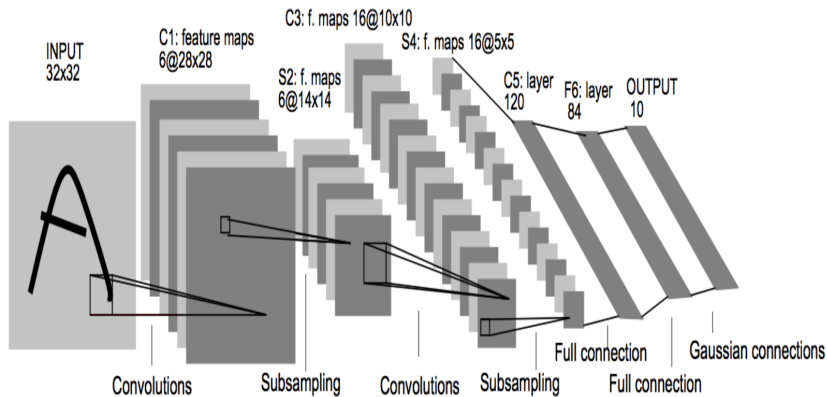 INPUT
32x32
C1: feature maps
6@28x28
S2: f. maps
6@14x14
C3: f. maps 16@10x10
S4: f. maps 16@5x5
C5: layer
120
F6: layer
84
OUTPUT
10
A
Convolutions
Subsampling
Convolutions
Subsampling
Full connection
Full connection
Gaussian connections